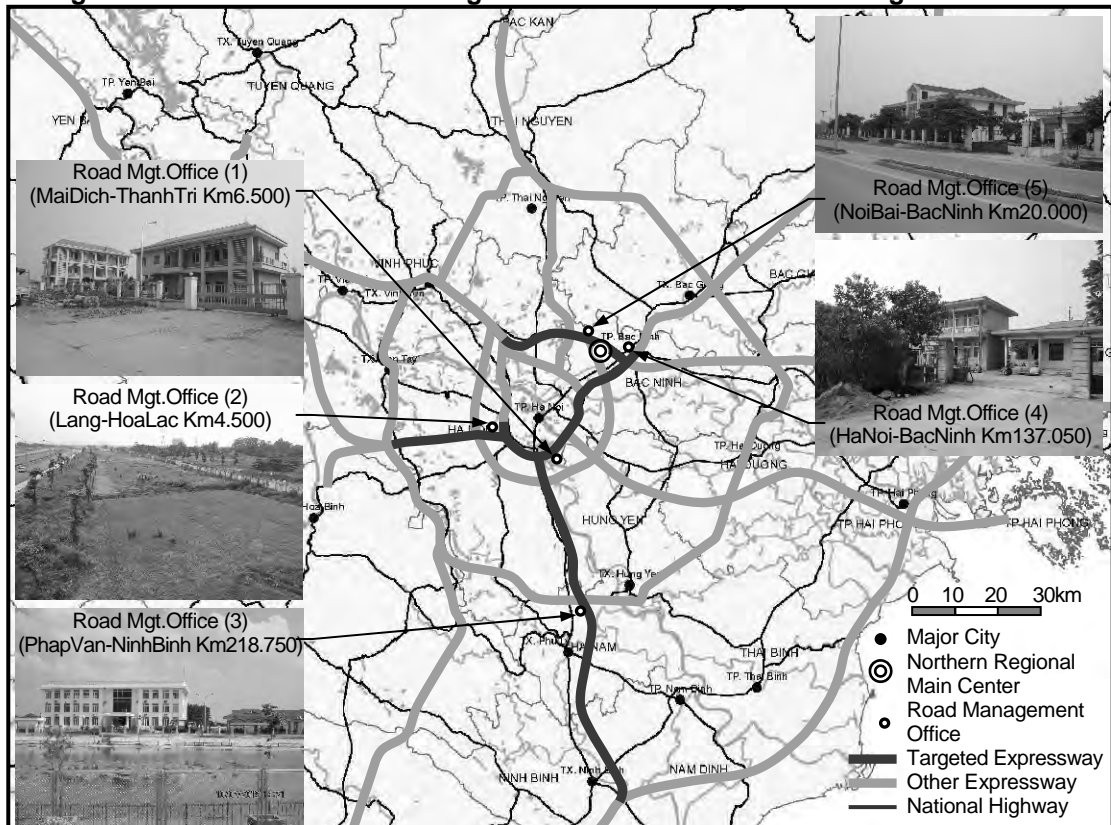 BAC KAN
TX. Tuyen Quang
TUYEN QUANG
TP. Yen Bai
THAI NGUYEN
Road Mgt.Office (1)
(MaiDich-ThanhTri Km6.500)
TP. Thai Nguyen
Road Mgt.Office (5)
(NoiBai-BacNinh Km20.000)
TX. Bac Giang
BAC NINH
Road Mgt.Office (2)
(Lang-HoaLac Km4.500)
TP. Ha Noi
Road Mgt.Office (4)
(HaNoi-BacNinh Km137.050)
TP. Hai Duong
HAI DUONG
TP. Hai Phong
TP HAI PHONG
TP HAI PHONG
Hoa Binh
HUNG YEN
TX. Hung Yen
Road Mgt.Office (3)
(PhapVan-NinhBinh Km218.750)
HA NAM
THAI BINH
TP. Thai Binh
TP. Nam Dinh
NAM DINH
NINH BINH
TX. Ninh Binh
0 10 20 30km
Major City
Northern Regional
Main Center
Road Management
Office
Targeted Expressway
Other Expressway
National Highway